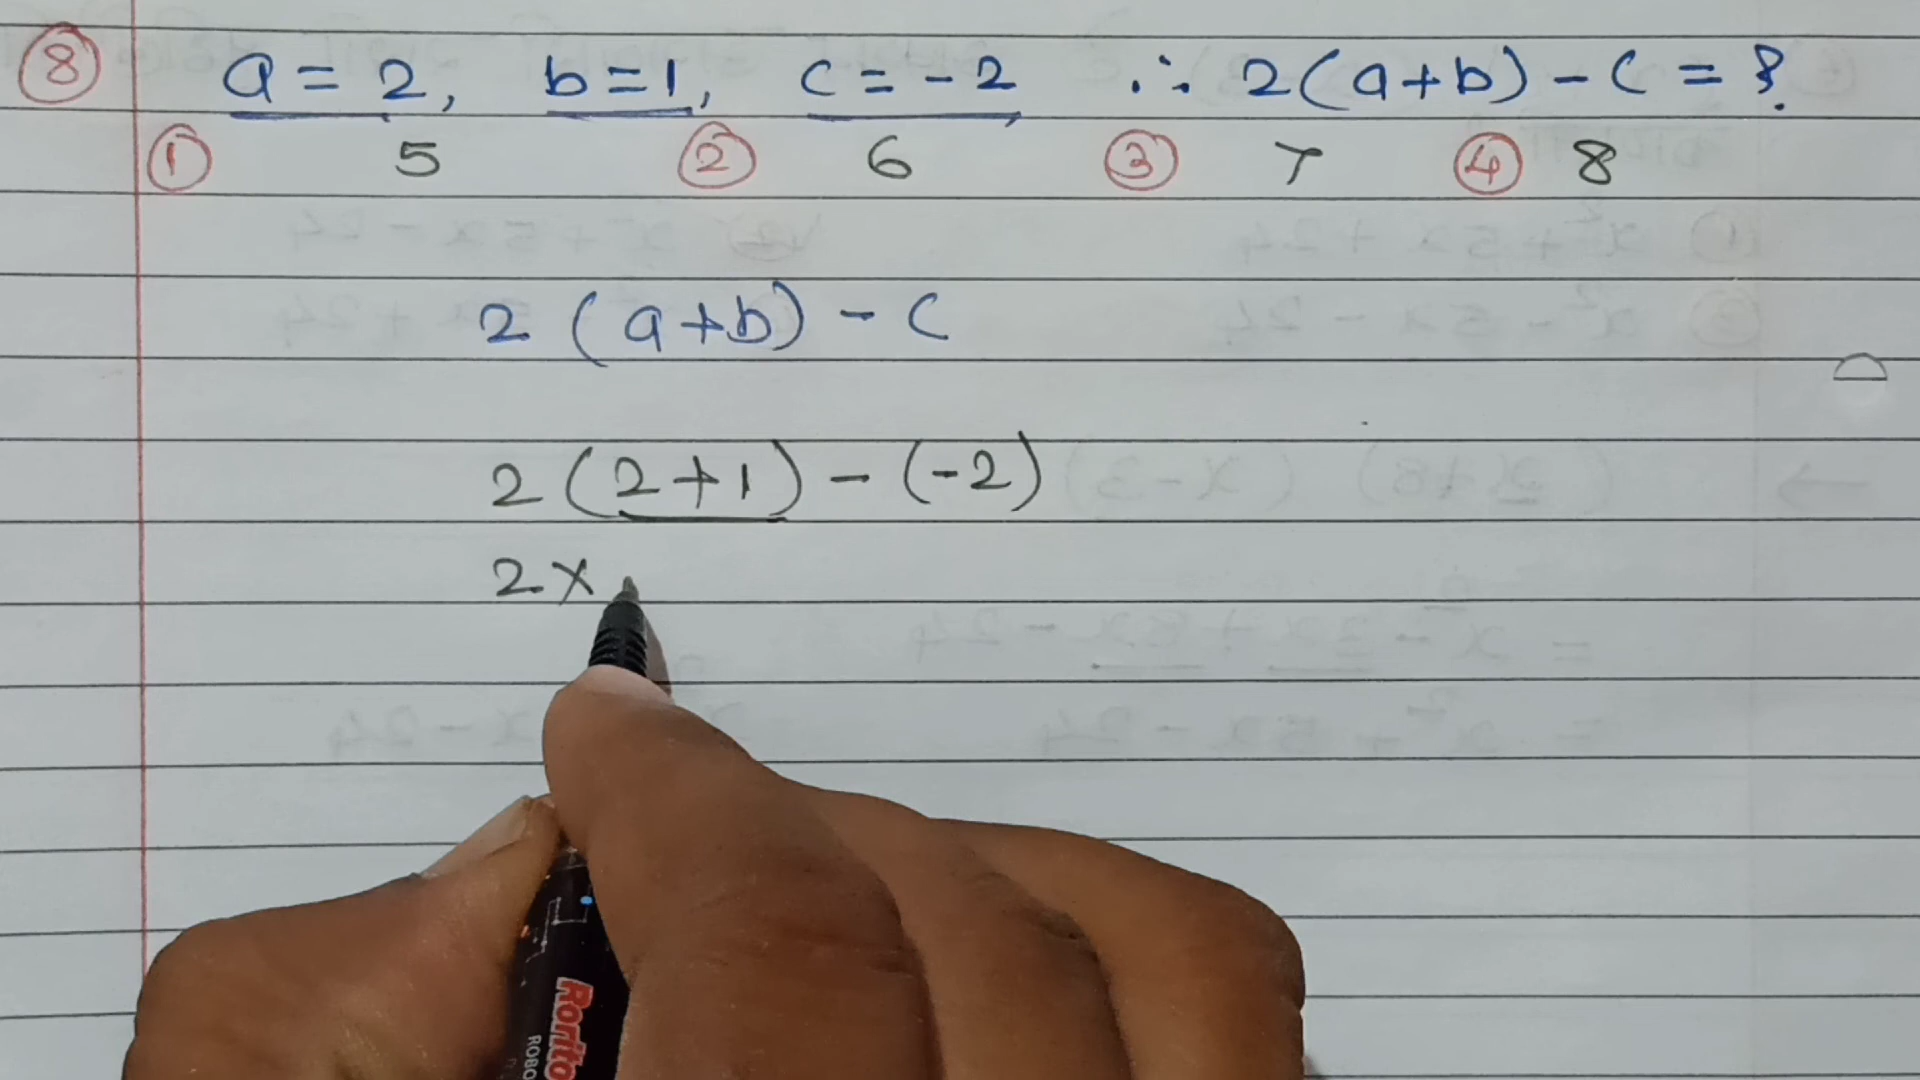 8 a = 2, b = 1, c = -2 ∴ 2(a+b) - c = ?
1 5 2 6 3 7 4 8
2 (a+b) - c
2 (2+1) - (-2)
2 ×
Rorito
ROBO